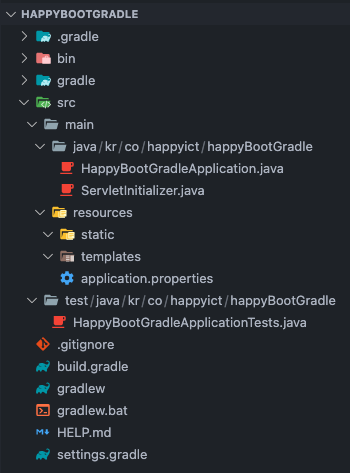 HAPPYBOOTGRADLE
.gradle
bin
gradle
src
main
java/kr/co/happyict/happyBootGradle
HappyBootGradleApplication.java
ServletInitializer.java
resources
static
templates
application.properties
test/java/kr/co/happyict/happyBootGradle
HappyBootGradleApplicationTests.java
.gitignore
build.gradle
gradlew
gradlew.bat
HELP.md
settings.gradle